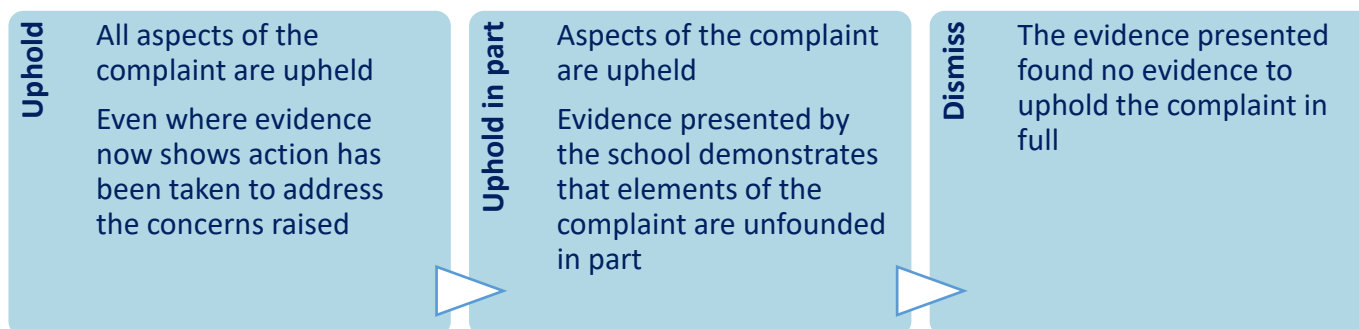 Uphold
All aspects of the
complaint are upheld
Even where evidence
now shows action has
been taken to address
the concerns raised
Uphold in part
Aspects of the complaint
are upheld
Evidence presented by
the school demonstrates
that elements of the
complaint are unfounded
in part
Dismiss
The evidence presented
found no evidence to
uphold the complaint in
full